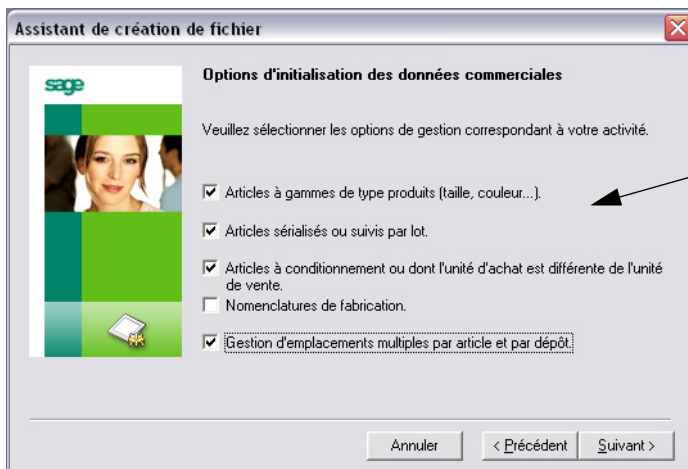 Assistant de création de fichier
sage
Options d'initialisation des données commerciales
Veuillez sélectionner les options de gestion correspondant à votre activité.
Articles à gammes de type produits (taille, couleur...).
Articles sérialisés ou suivis par lot.
Articles à conditionnement ou dont l'unité d'achat est différente de l'unité
de vente.
Nomenclatures de fabrication.
Gestion d'emplacements multiples par article et par dépôt.
Annuler
< Précédent
Suivant >